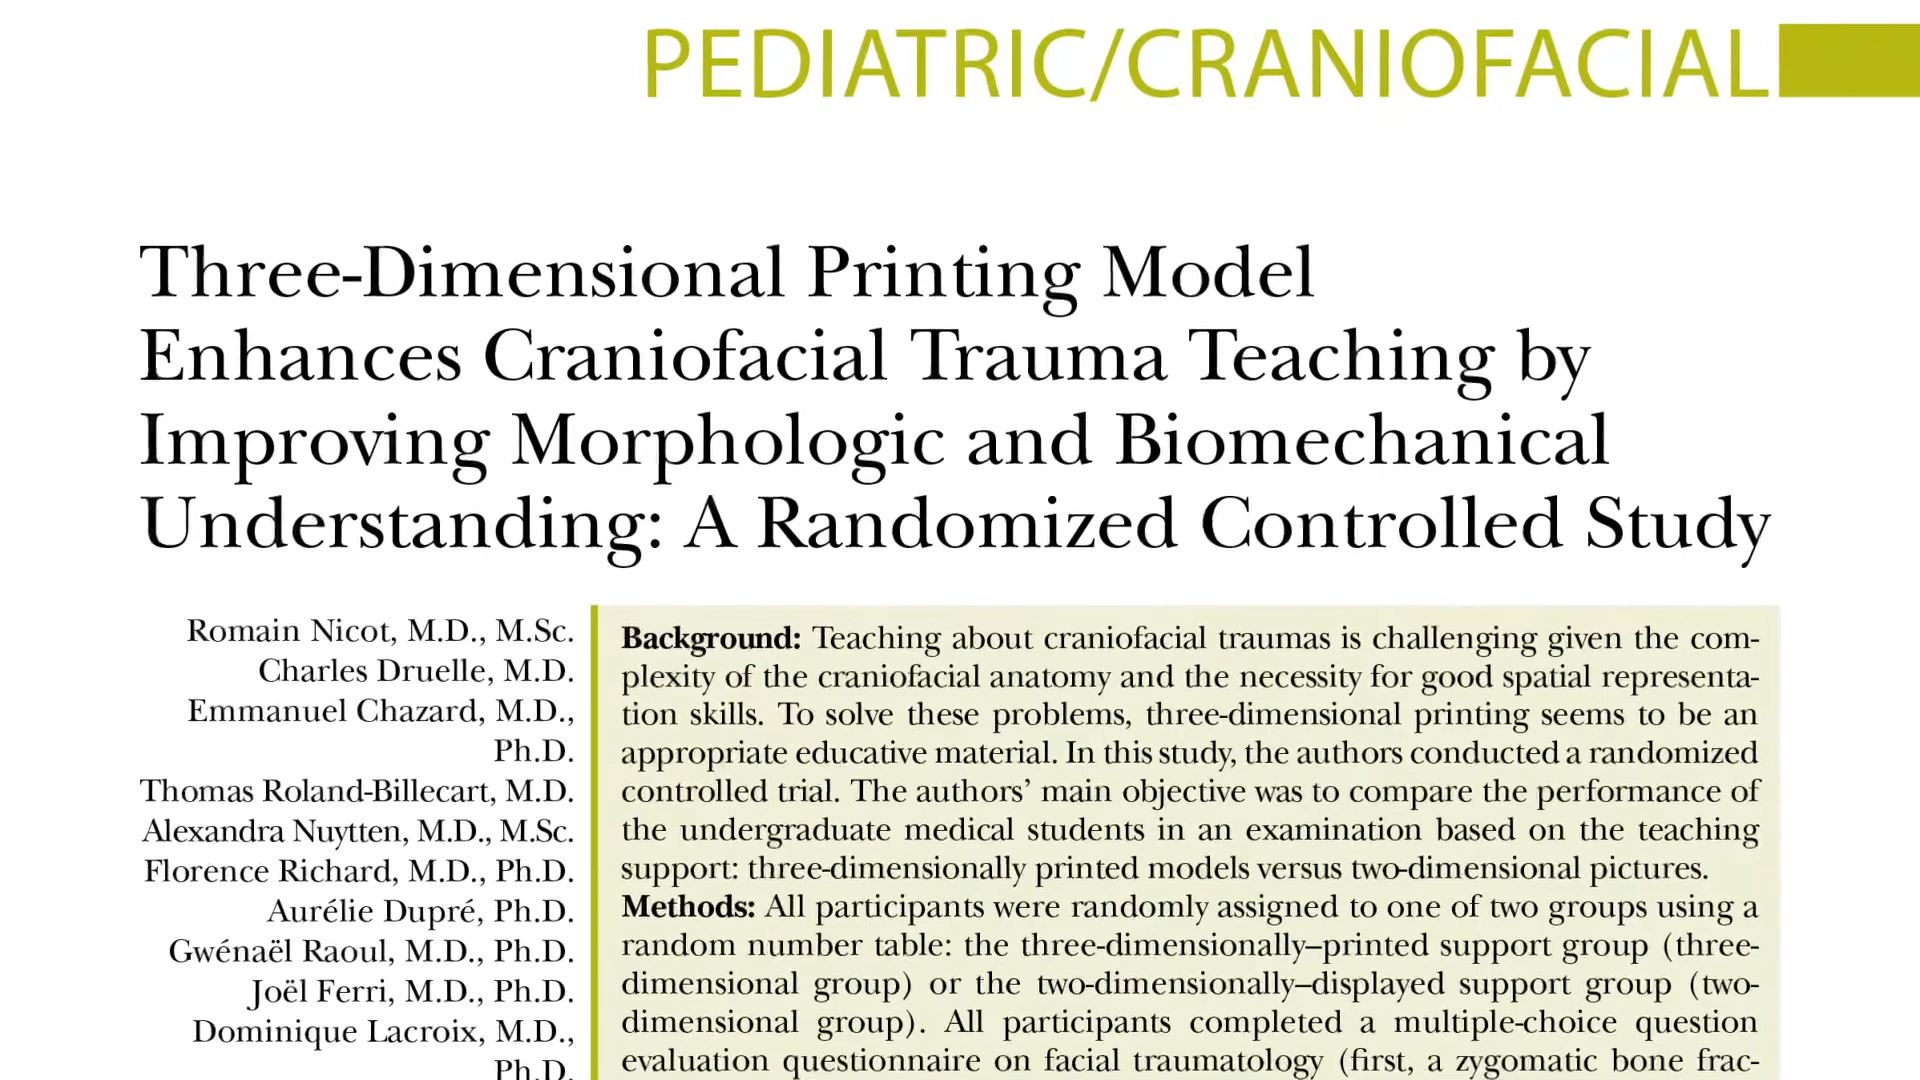 PEDIATRIC/CRANIOFACIAL
Three-Dimensional Printing Model
Enhances Craniofacial Trauma Teaching by
Improving Morphologic and Biomechanical
Understanding: A Randomized Controlled Study
Romain Nicot, M.D., M.Sc.
Charles Druelle, M.D.
Emmanuel Chazard, M.D.,
Ph.D.
Thomas Roland-Billecart, M.D.
Alexandra Nuytten, M.D., M.Sc.
Florence Richard, M.D., Ph.D.
Aurélie Dupré, Ph.D.
Gwénaël Raoul, M.D., Ph.D.
Joël Ferri, M.D., Ph.D.
Dominique Lacroix, M.D.,
Ph.D.
Background: Teaching about craniofacial traumas is challenging given the com-
plexity of the craniofacial anatomy and the necessity for good spatial representa-
tion skills. To solve these problems, three-dimensional printing seems to be an
appropriate educative material. In this study, the authors conducted a randomized
controlled trial. The authors’ main objective was to compare the performance of
the undergraduate medical students in an examination based on the teaching
support: three-dimensionally printed models versus two-dimensional pictures.
Methods: All participants were randomly assigned to one of two groups using a
random number table: the three-dimensionally–printed support group (three-
dimensional group) or the two-dimensionally–displayed support group (two-
dimensional group). All participants completed a multiple-choice question
evaluation questionnaire on facial traumatology (first, a zygomatic bone frac-